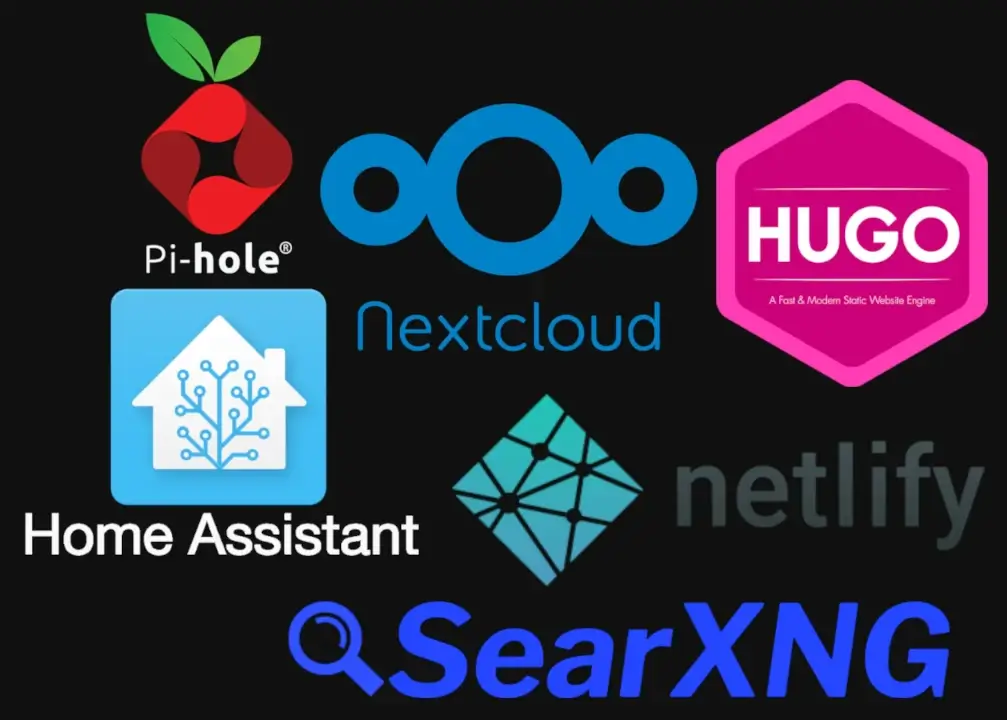 Pi-hole®
Nextcloud
HUGO
A Fast & Modern Static Website Engine
Home Assistant
netlify
SearXNG